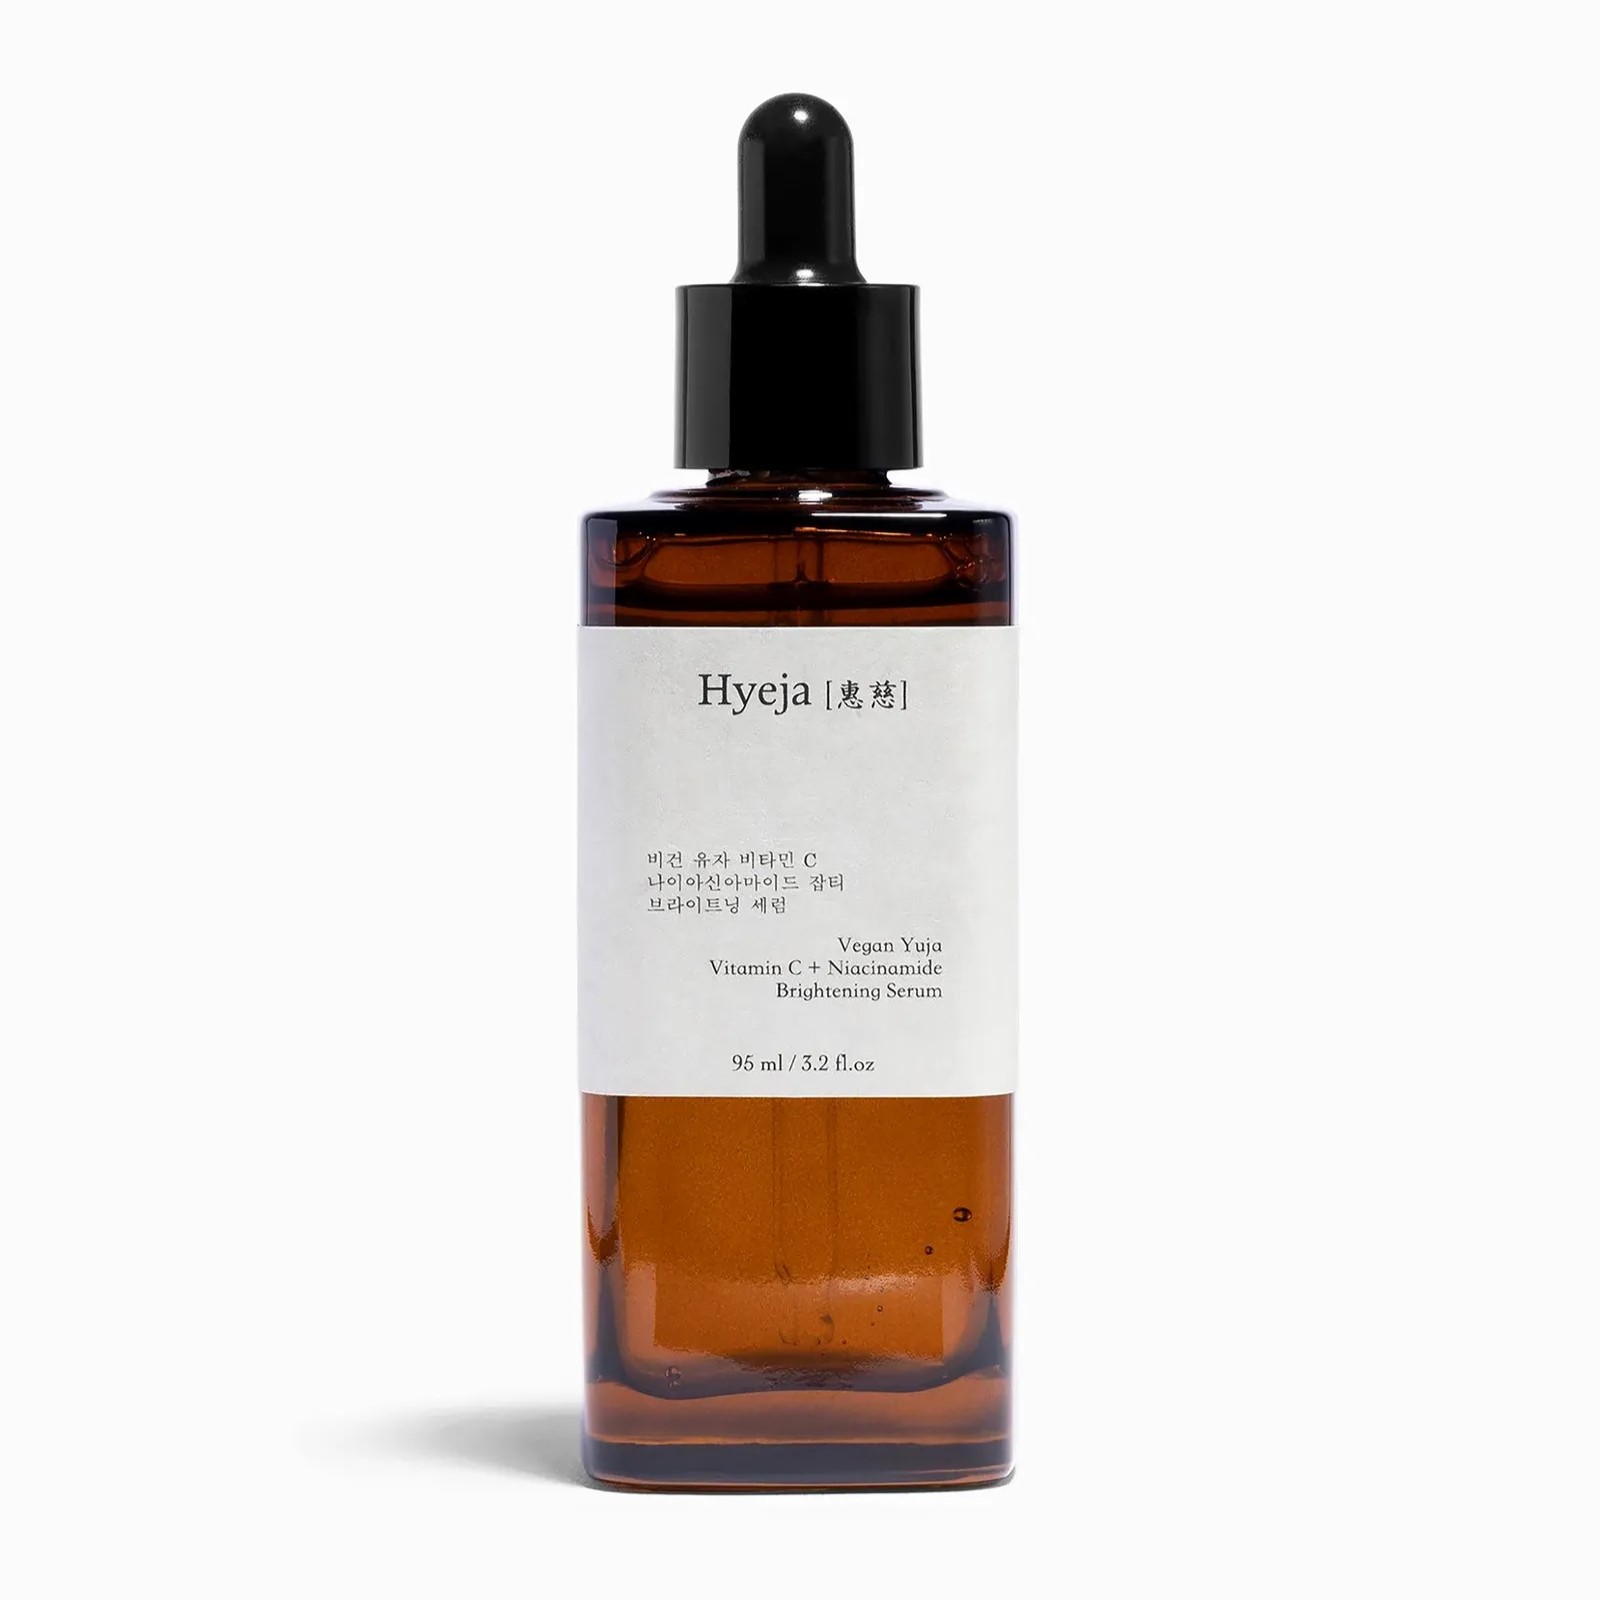 Hyeja [惠慈]
비건 유자 비타민 C
나이아신아마이드 잡티
브라이트닝 세럼
Vegan Yuja
Vitamin C + Niacinamide
Brightening Serum
95 ml / 3.2 fl.oz